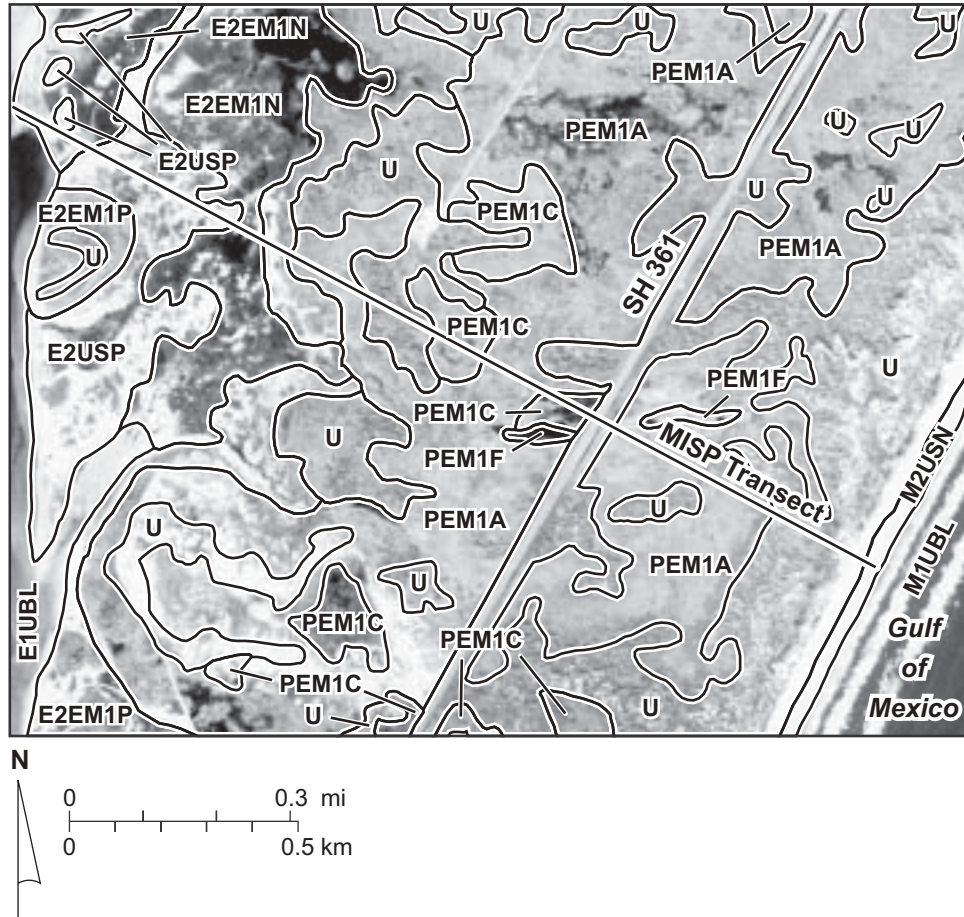 U
U
U
E2EM1N
PEM1A
E2EM1N
PEM1A
U
U
E2USP
U
U
U
E2EM1P
PEM1C
U
PEM1A
SH 361
PEM1C
E2USP
U
PEM1F
PEM1C
U
PEM1F
MISP Transect
M2USN
PEM1A
U
U
PEM1A
M1UBL
U
E1UBL
PEM1C
PEM1C
Gulf
of
Mexico
PEM1C
E2EM1P
U
U
N
0 0.3 mi
0 0.5 km